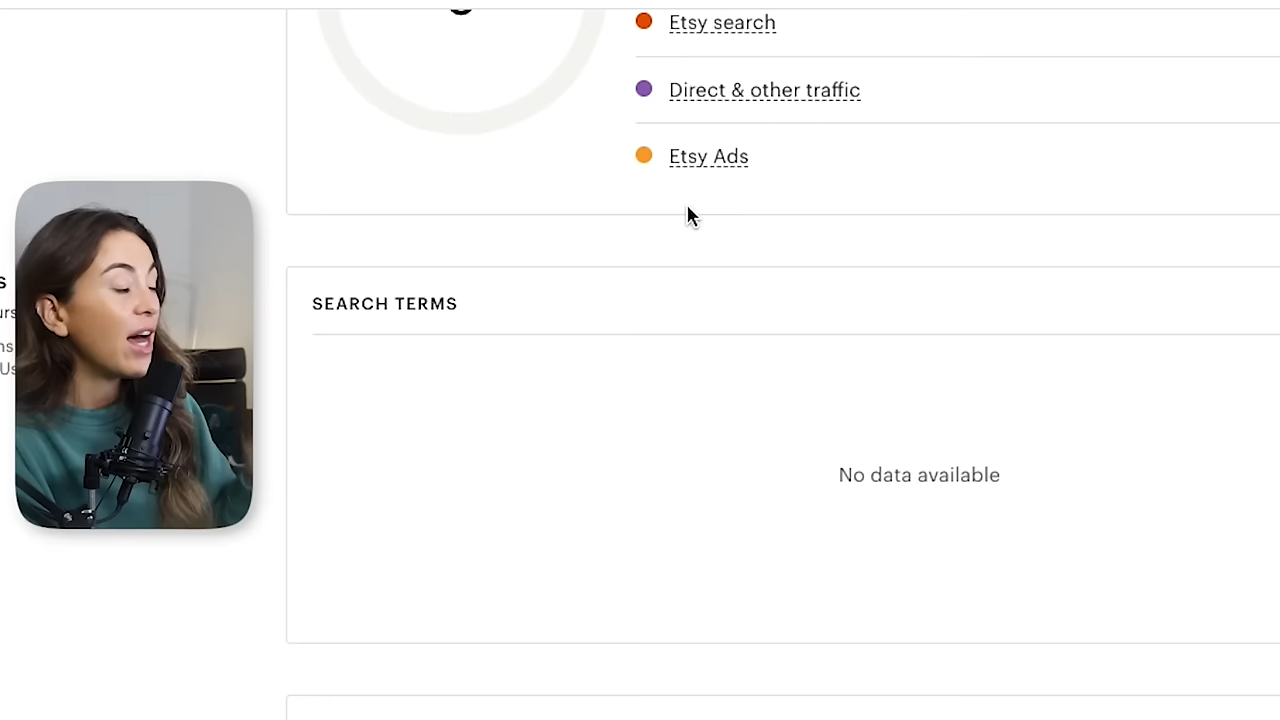 Etsy search
Direct & other traffic
Etsy Ads
SEARCH TERMS
No data available